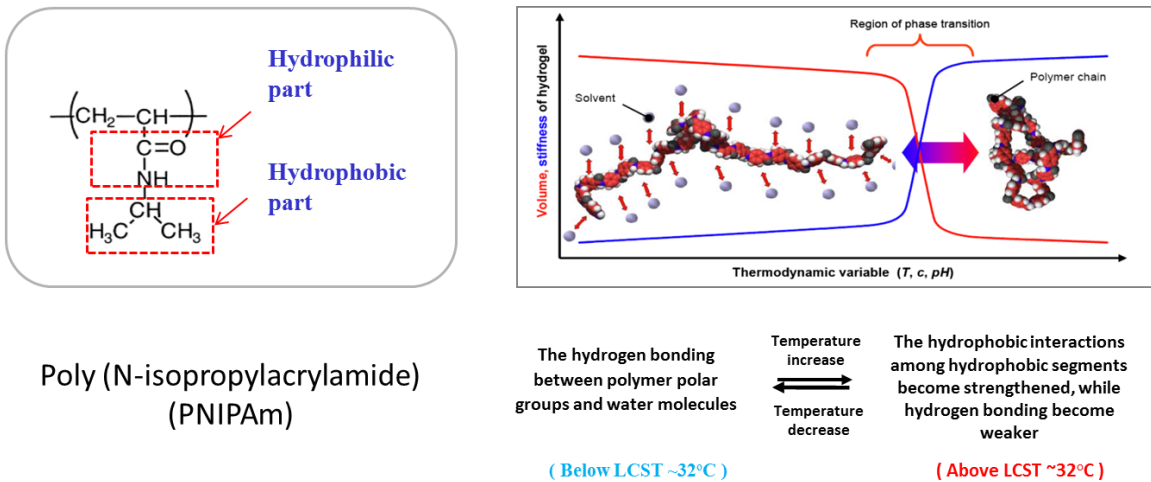 Hydrophilic
part
Hydrophobic
part
CH2
CH
C=O
NH
CH
H3C
CH3
Poly (N-isopropylacrylamide)
(PNIPAm)
Region of phase transition
Solvent
Polymer chain
Volume, stiffness of hydrogel
Thermodynamic variable (T, c, pH)
The hydrogen bonding
between polymer polar
groups and water molecules
( Below LCST ~32°C )
Temperature
increase
Temperature
decrease
The hydrophobic interactions
among hydrophobic segments
become strengthened, while
hydrogen bonding become
weaker
( Above LCST ~32°C )